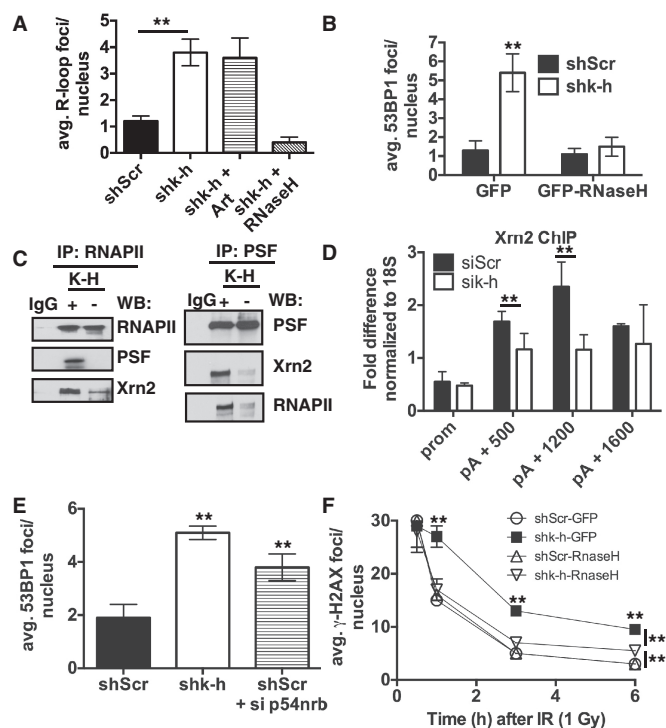 A
avg. R-loop foci/
nucleus
5
4
3
2
1
0
**
shScr
shk-h
shk-h +
Art
shk-h +
RNaseH
B
avg. 53BP1 foci/
nucleus
7
6
5
4
3
2
1
0
**
shScr
shk-h
GFP
GFP-RNaseH
C
IP: RNAPII
K-H
IgG + - WB:
RNAPII
PSF
Xrn2
IP: PSF
K-H
IgG + - WB:
PSF
Xrn2
RNAPII
D
Xrn2 ChIP
Fold difference
normalized to 18S
3
2
1
0
siScr
sik-h
**
**
prom
pA + 500
pA + 1200
pA + 1600
E
avg. 53BP1 foci/
nucleus
6
4
2
0
**
**
shScr
shk-h
shScr
+ si p54nrb
F
avg. γ-H2AX foci/
nucleus
30
20
10
0
shScr-GFP
shk-h-GFP
shScr-RnaseH
shk-h-RnaseH
**
**
**
**
**
0 2 4 6
Time (h) after IR (1 Gy)